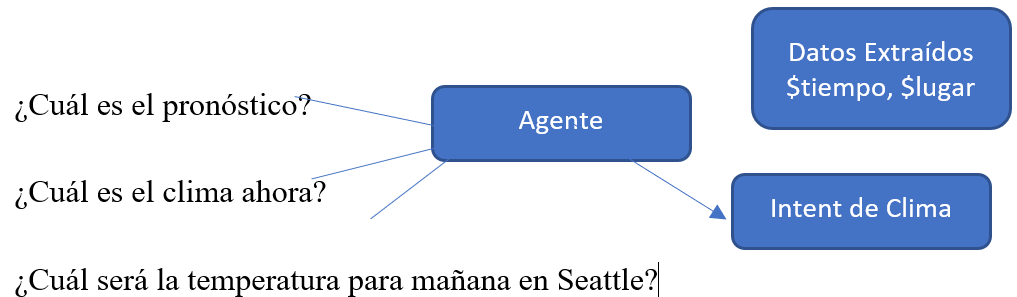 ¿Cuál es el pronóstico?
¿Cuál es el clima ahora?
¿Cuál será la temperatura para mañana en Seattle?
Agente
Datos Extraídos
$tiempo, $lugar
Intent de Clima